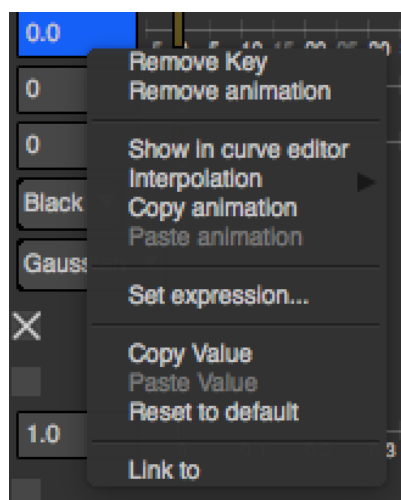 0.0
Remove Key
0
Remove animation
0
Show in curve editor
Interpolation
Black
Copy animation
Paste animation
Set expression...
Copy Value
Paste Value
Reset to default
1.0
Link to